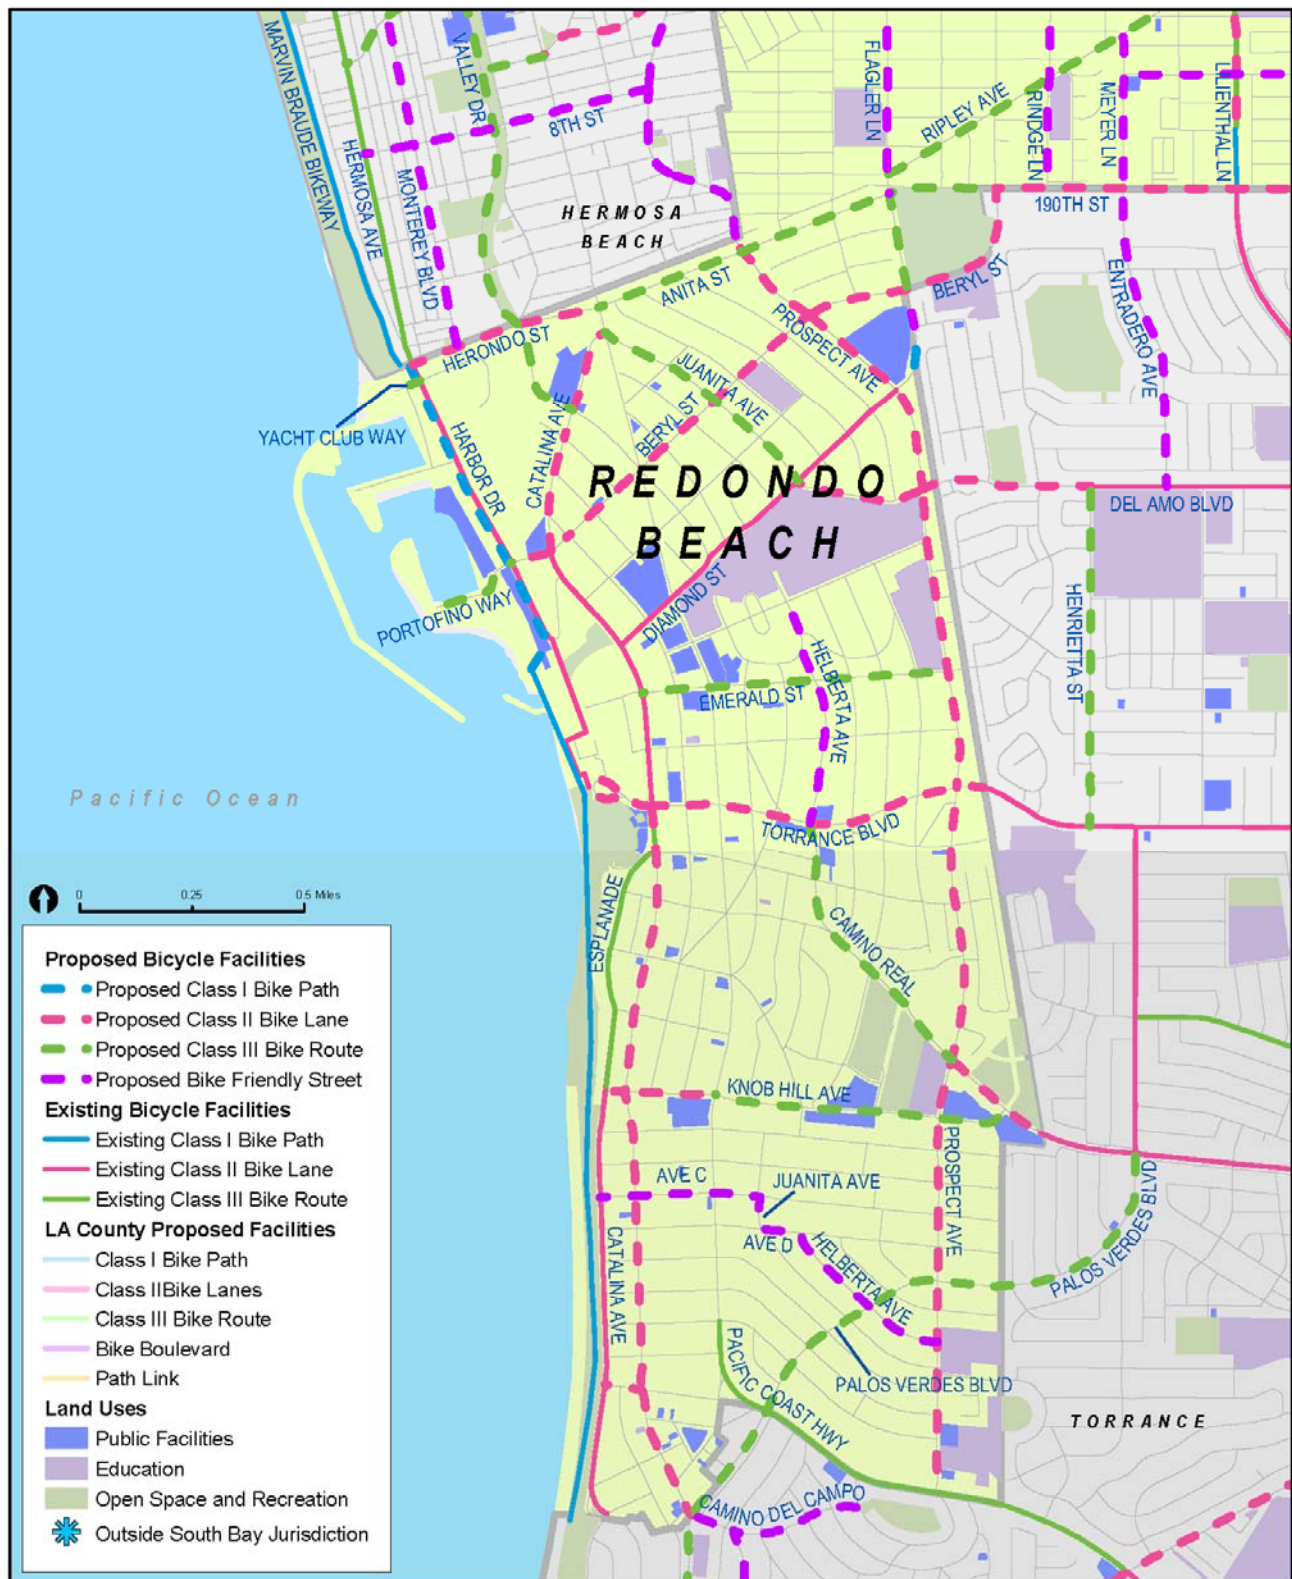 MARVIN BRAUDE BIKEWAY
HERMOSA AVE
MONTEREY BLVD
VALLEY DR
8TH ST
HERMOSA
BEACH
FLAGLER LN
RIPLEY AVE
RINDGE LN
MEYER LN
LILIENTHAL LN
190TH ST
ANITA ST
BERYL ST
ENTRADERO AVE
HERONDO ST
PROSPECT AVE
JUANITA AVE
YACHT CLUB WAY
HARBOR DR
CATALINA AVE
BERYL ST
REDONDO
BEACH
DEL AMO BLVD
PORTOFINO WAY
DIAMOND ST
HENRIETTA ST
EMERALD ST
HELBERTA AVE
Pacific Ocean
TORRANCE BLVD
ESPLANADE
CAMINO REAL
KNOB HILL AVE
AVE C
JUANITA AVE
AVE D
HELBERTA AVE
PROSPECT AVE
PALOS VERDES BLVD
CATALINA AVE
PACIFIC COAST HWY
PALOS VERDES BLVD
TORRANCE
CAMINO DEL CAMPO
0 0.25 0.5 Miles
Proposed Bicycle Facilities
Proposed Class I Bike Path
Proposed Class II Bike Lane
Proposed Class III Bike Route
Proposed Bike Friendly Street
Existing Bicycle Facilities
Existing Class I Bike Path
Existing Class II Bike Lane
Existing Class III Bike Route
LA County Proposed Facilities
Class I Bike Path
Class IIBike Lanes
Class III Bike Route
Bike Boulevard
Path Link
Land Uses
Public Facilities
Education
Open Space and Recreation
Outside South Bay Jurisdiction